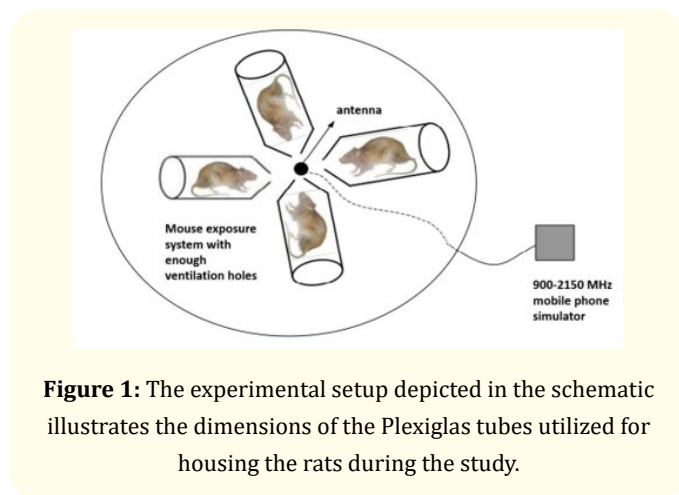 antenna
Mouse exposure
system with
enough
ventilation holes
900-2150 MHz
mobile phone
simulator
Figure 1: The experimental setup depicted in the schematic
illustrates the dimensions of the Plexiglas tubes utilized for
housing the rats during the study.